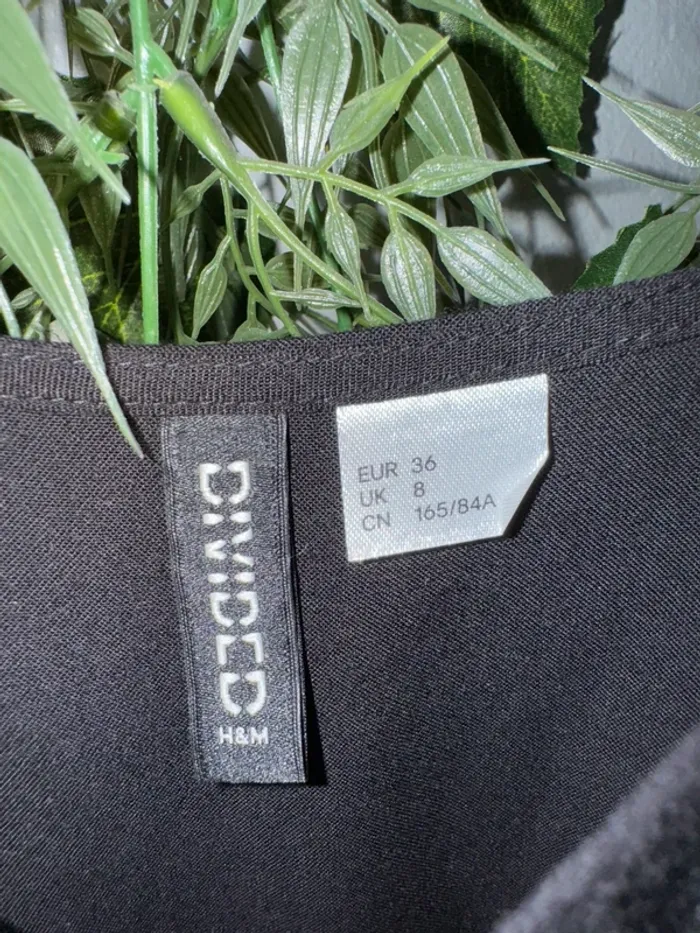 DIVIDED
H&M
EUR 36
UK 8
CN 165/84A